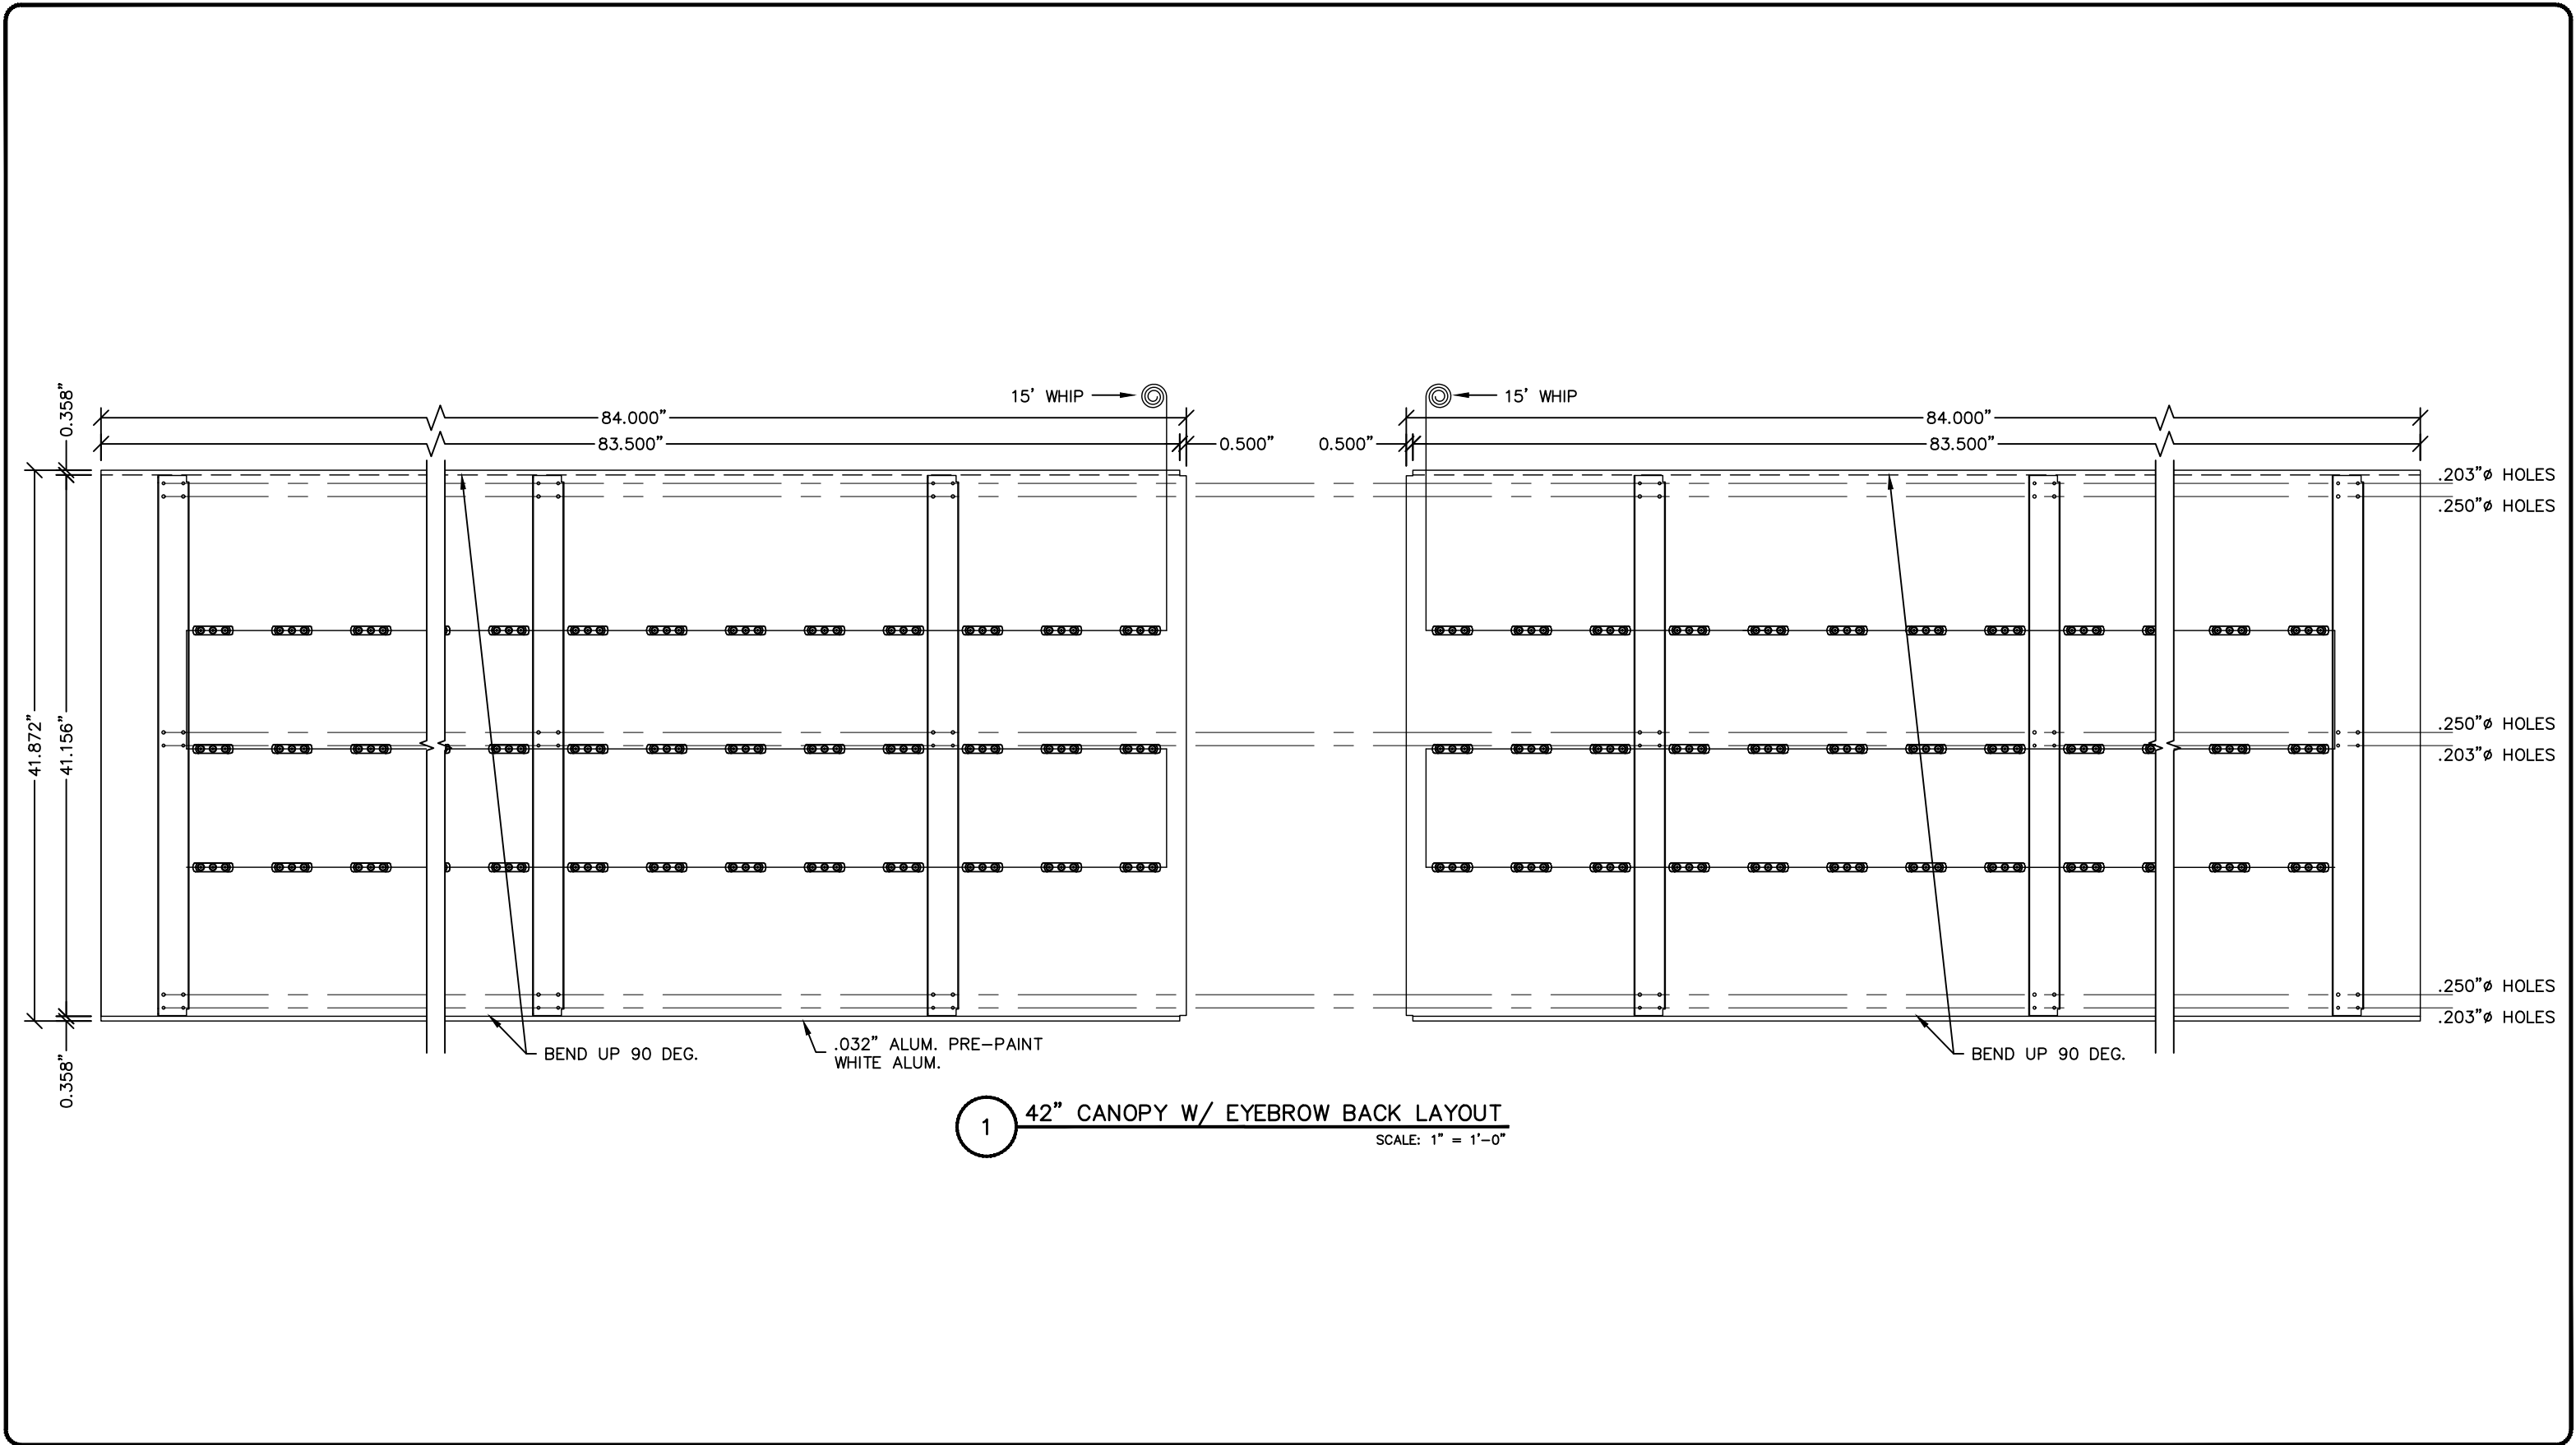 0.358”
15’ WHIP
15’ WHIP
84.000”
84.000”
83.500”
0.500”
0.500”
83.500”
.203”ø HOLES
.250”ø HOLES
41.872”
41.156”
.250”ø HOLES
.203”ø HOLES
.250”ø HOLES
.203”ø HOLES
0.358”
BEND UP 90 DEG.
.032” ALUM. PRE–PAINT
WHITE ALUM.
BEND UP 90 DEG.
1
42” CANOPY W/ EYEBROW BACK LAYOUT
SCALE: 1” = 1’–0”